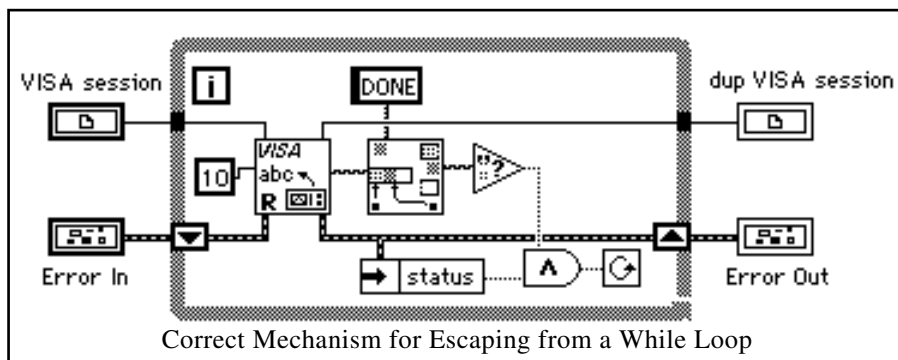 VISA session
i
DONE
dup VISA session
VISA
abc
10
R
"?
Error In
status
Λ
Error Out
Correct Mechanism for Escaping from a While Loop